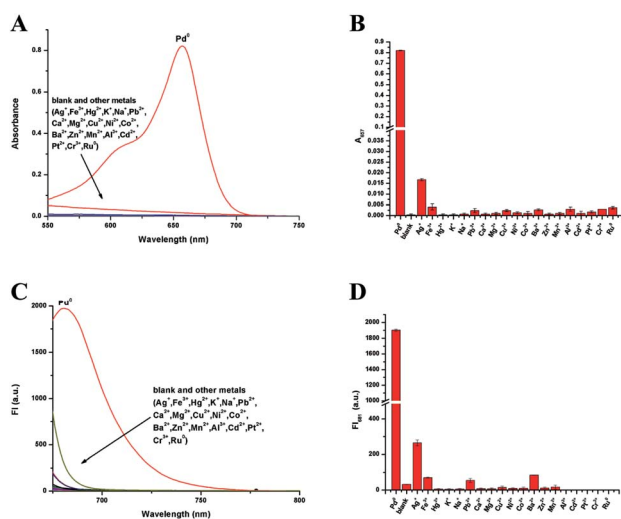 A
Pd⁰
blank and other metals
(Ag⁺,Fe³⁺,Hg²⁺,K⁺,Na⁺,Pb²⁺,
Ca²⁺,Mg²⁺,Cu²⁺,Ni²⁺,Co²⁺,
Ba²⁺,Zn²⁺,Mn²⁺,Al³⁺,Cd²⁺,
Pt²⁺,Cr³⁺,Ru⁰)
Absorbance
0.8
0.6
0.4
0.2
0.0
550 600 650 700 750
Wavelength (nm)
B
A₆₅₇
0.9
0.8
0.7
0.6
0.5
0.4
0.3
0.2
0.1
0.035
0.030
0.025
0.020
0.015
0.010
0.005
0.000
Pd⁰ blank Ag⁺ Fe³⁺ Hg²⁺ K⁺ Na⁺ Pb²⁺ Ca²⁺ Mg²⁺ Cu²⁺ Ni²⁺ Co²⁺ Ba²⁺ Zn²⁺ Mn²⁺ Al³⁺ Cd²⁺ Pt²⁺ Cr³⁺ Ru⁰
C
blank and other metals
(Ag⁺,Fe³⁺,Hg²⁺,K⁺,Na⁺,Pb²⁺,
Ca²⁺,Mg²⁺,Cu²⁺,Ni²⁺,Co²⁺,
Ba²⁺,Zn²⁺,Mn²⁺,Al³⁺,Cd²⁺,Pt²⁺,
Cr³⁺,Ru⁰)
FI (a.u.)
2000
1500
1000
500
0
700 750 800
Wavelength (nm)
D
FI₆₈₁ (a.u.)
2000
1800
1600
1400
1200
1000
400
200
0
Pd⁰ blank Ag⁺ Fe³⁺ Hg²⁺ K⁺ Na⁺ Pb²⁺ Ca²⁺ Mg²⁺ Cu²⁺ Ni²⁺ Co²⁺ Ba²⁺ Zn²⁺ Mn²⁺ Al³⁺ Cd²⁺ Pt²⁺ Cr³⁺ Ru⁰